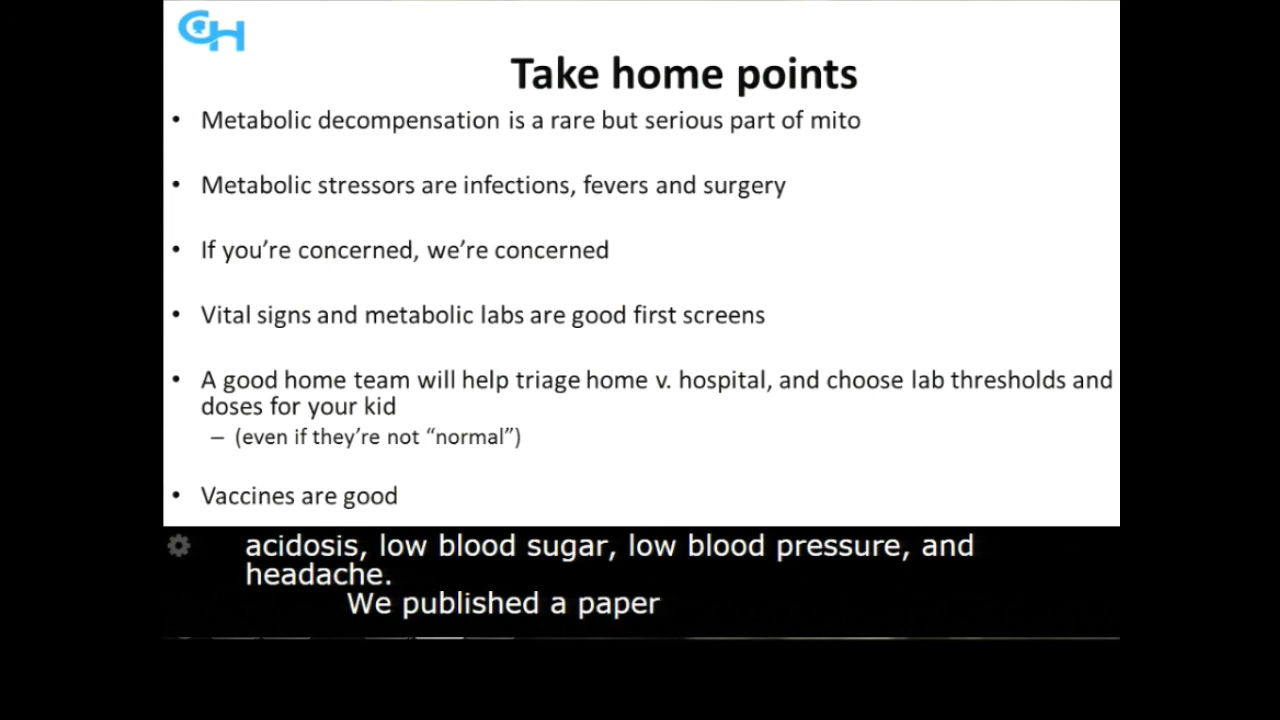 CH
Take home points
• Metabolic decompensation is a rare but serious part of mito
• Metabolic stressors are infections, fevers and surgery
• If you’re concerned, we’re concerned
• Vital signs and metabolic labs are good first screens
• A good home team will help triage home v. hospital, and choose lab thresholds and
doses for your kid
– (even if they’re not “normal”)
• Vaccines are good
acidosis, low blood sugar, low blood pressure, and
headache.
We published a paper